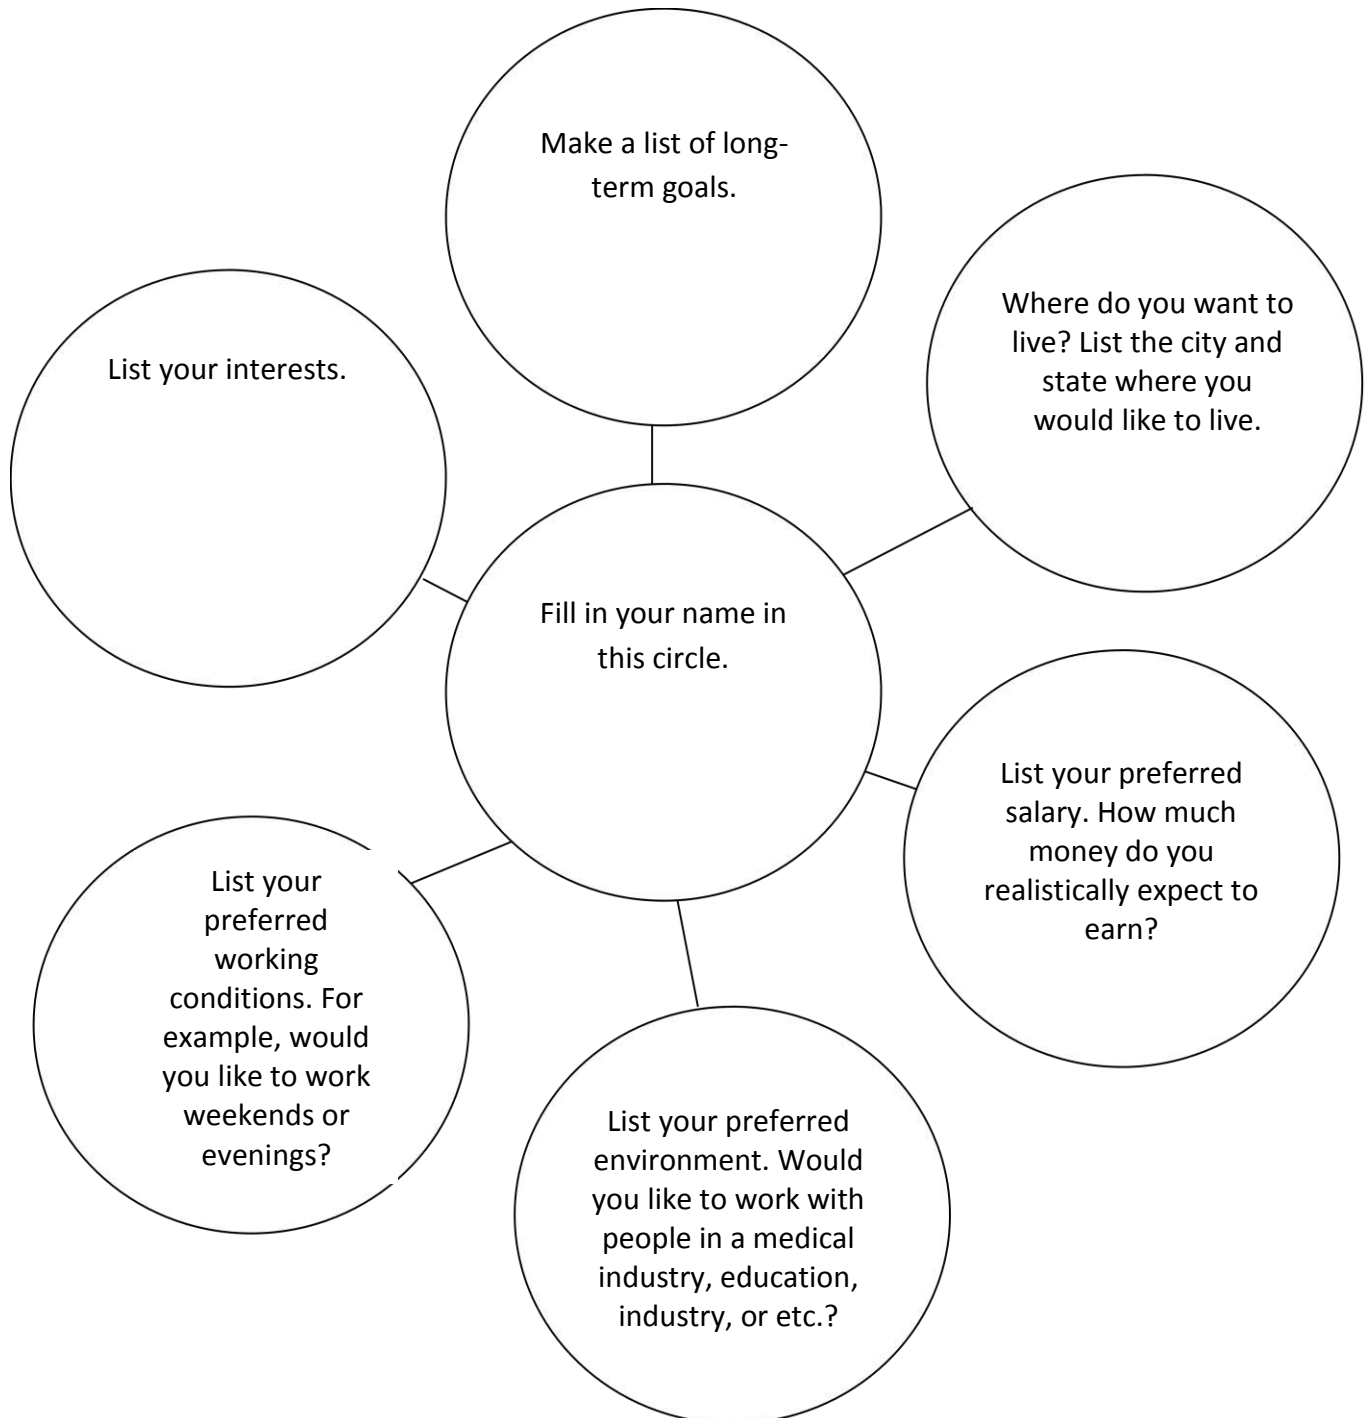 Make a list of long-
term goals.
Where do you want to
live? List the city and
state where you
would like to live.
List your interests.
Fill in your name in
this circle.
List your preferred
salary. How much
money do you
realistically expect to
earn?
List your
preferred
working
conditions. For
example, would
you like to work
weekends or
evenings?
List your preferred
environment. Would
you like to work with
people in a medical
industry, education,
industry, or etc.?